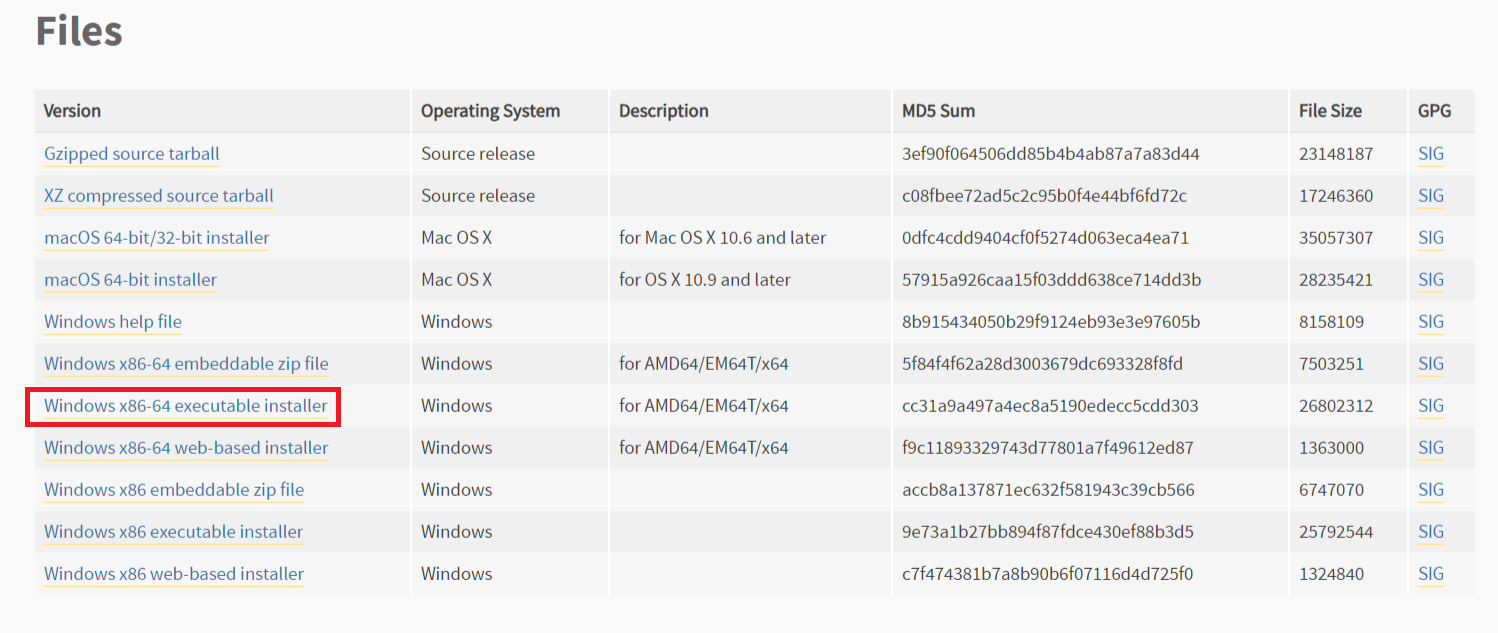 Files
Version Operating System Description MD5 Sum File Size GPG
Gzipped source tarball Source release 3ef90f064506dd85b4b4ab87a7a83d44 23148187 SIG
XZ compressed source tarball Source release c08fbee72ad5c2c95b0f4e44bf6fd72c 17246360 SIG
macOS 64-bit/32-bit installer Mac OS X for Mac OS X 10.6 and later 0dfc4cdd9404cf0f5274d063eca4ea71 35057307 SIG
macOS 64-bit installer Mac OS X for OS X 10.9 and later 57915a926caa15f03ddd638ce714dd3b 28235421 SIG
Windows help file Windows 8b915434050b29f9124eb93e3e97605b 8158109 SIG
Windows x86-64 embeddable zip file Windows for AMD64/EM64T/x64 5f84f4f62a28d3003679dc693328f8fd 7503251 SIG
Windows x86-64 executable installer Windows for AMD64/EM64T/x64 cc31a9a497a4ec8a5190edecc5cdd303 26802312 SIG
Windows x86-64 web-based installer Windows for AMD64/EM64T/x64 f9c11893329743d77801a7f49612ed87 1363000 SIG
Windows x86 embeddable zip file Windows accb8a137871ec632f581943c39cb566 6747070 SIG
Windows x86 executable installer Windows 9e73a1b27bb894f87fdce430ef88b3d5 25792544 SIG
Windows x86 web-based installer Windows c7f474381b7a8b90b6f07116d4d725f0 1324840 SIG